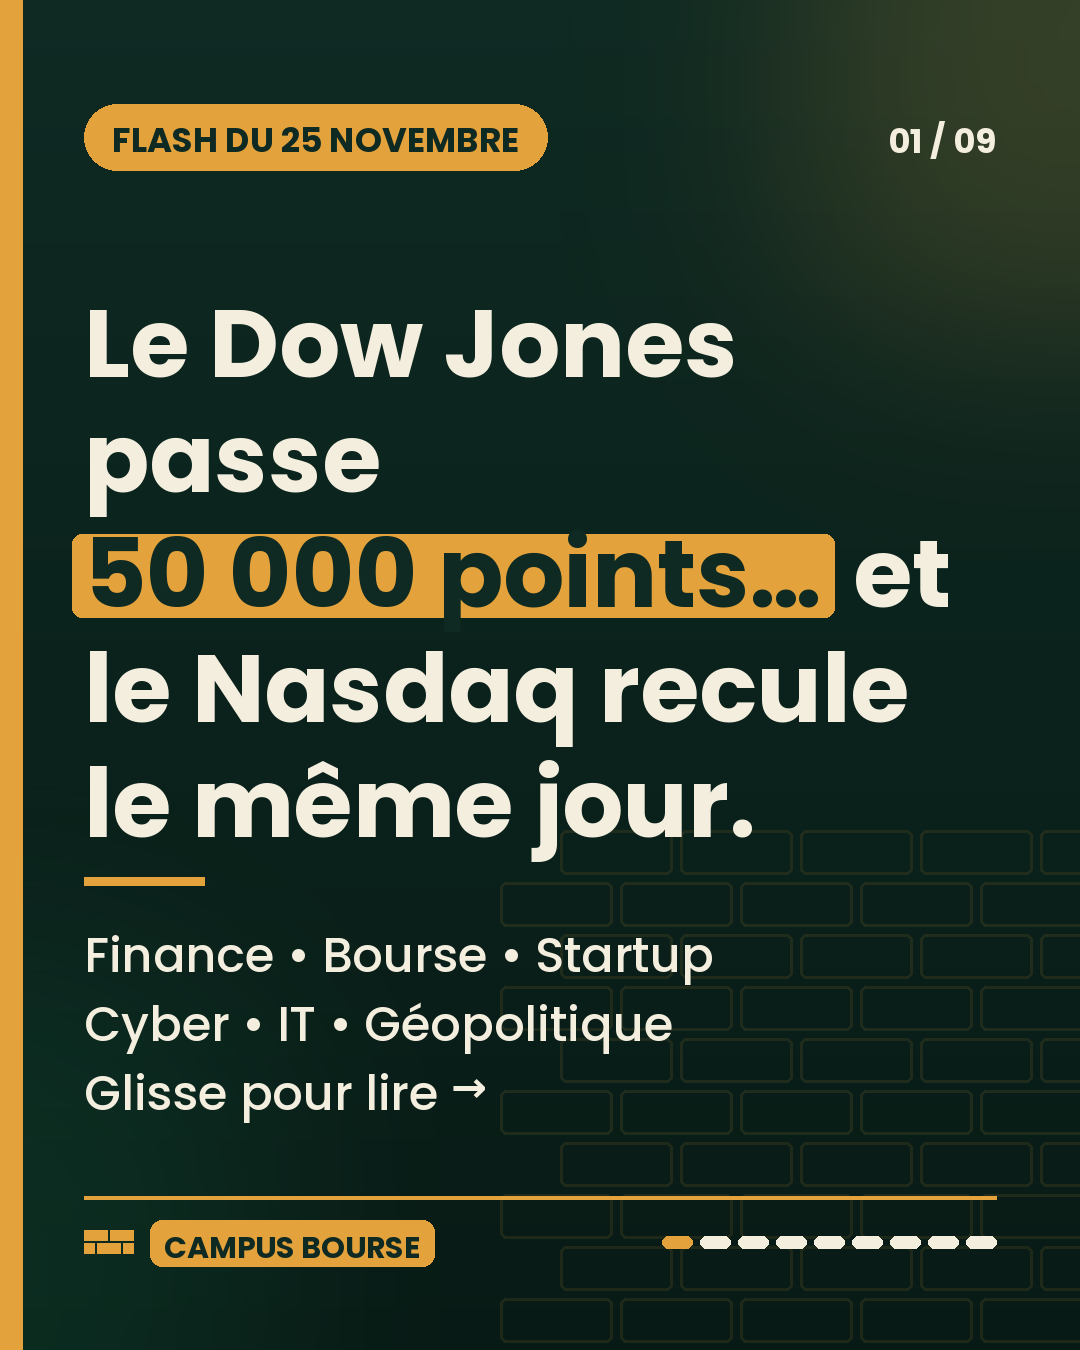 FLASH DU 25 NOVEMBRE
01 / 09
Le Dow Jones
passe
50 000 points... et
le Nasdaq recule
le même jour.
Finance • Bourse • Startup
Cyber • IT • Géopolitique
Glisse pour lire →
CAMPUS BOURSE